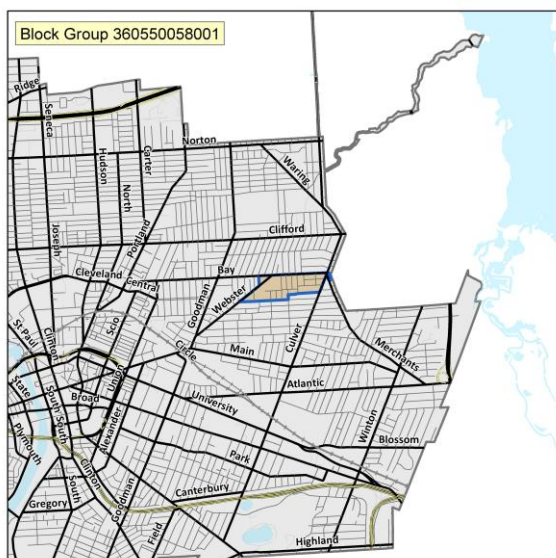 Block Group 360550058001
Ridge
Seneca
Hudson
North
Carter
Norton
Waring
Portland
Joseph
Clifford
Bay
Cleveland
Central
Webster
Goodman
Scio
St.Paul
Clinton
State
Circle
Main
Culver
Merchants
Union
Broad
Alexander
University
Atlantic
Winton
Blossom
South
South
Plymouth
Clinton
Park
Canterbury
Gregory
South
Goodman
Field
Highland